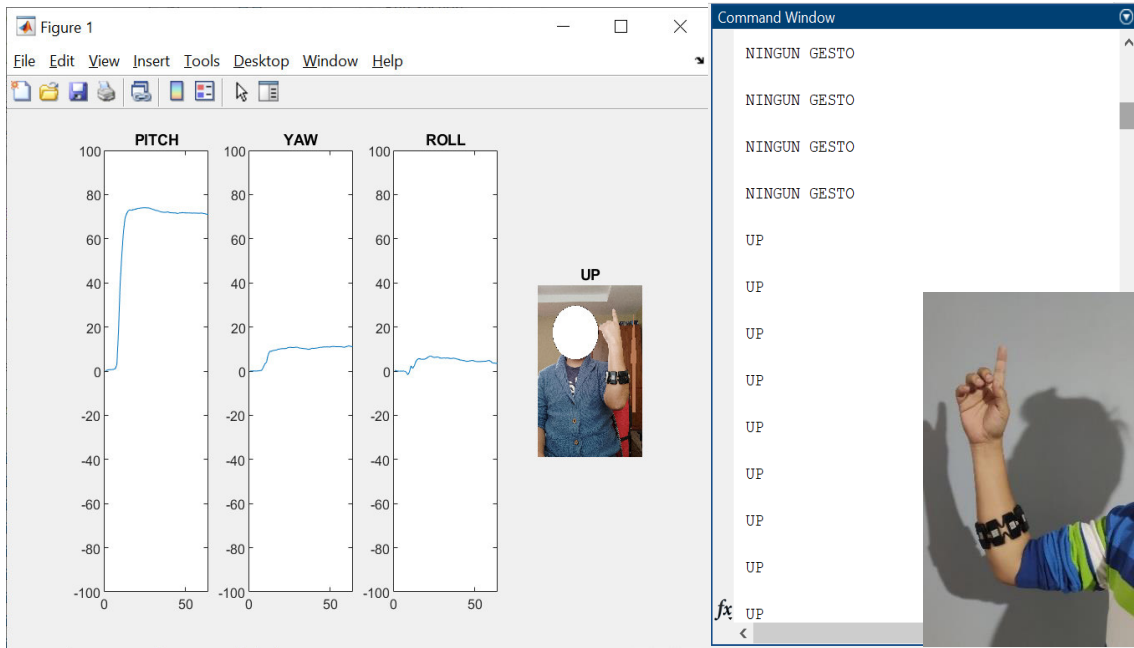 Figure 1
File Edit View Insert Tools Desktop Window Help
PITCH
100
80
60
40
20
0
-20
-40
-60
-80
-100
0 50
YAW
100
80
60
40
20
0
-20
-40
-60
-80
-100
0 50
ROLL
100
80
60
40
20
0
-20
-40
-60
-80
-100
0 50
UP
Command Window
NINGUN GESTO
NINGUN GESTO
NINGUN GESTO
NINGUN GESTO
UP
UP
UP
UP
UP
UP
UP
UP
fx UP